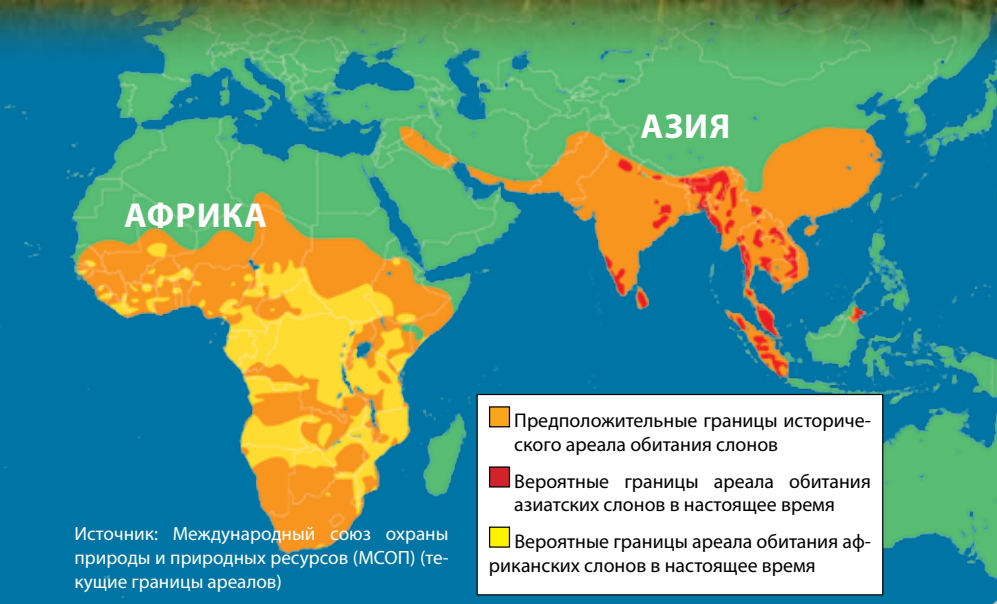 АЗИЯ
АФРИКА
Предположительные границы историче-
ского ареала обитания слонов
Вероятные границы ареала обитания
азиатских слонов в настоящее время
Вероятные границы ареала обитания аф-
риканских слонов в настоящее время
Источник: Международный союз охраны
природы и природных ресурсов (МСОП) (те-
кущие границы ареалов)